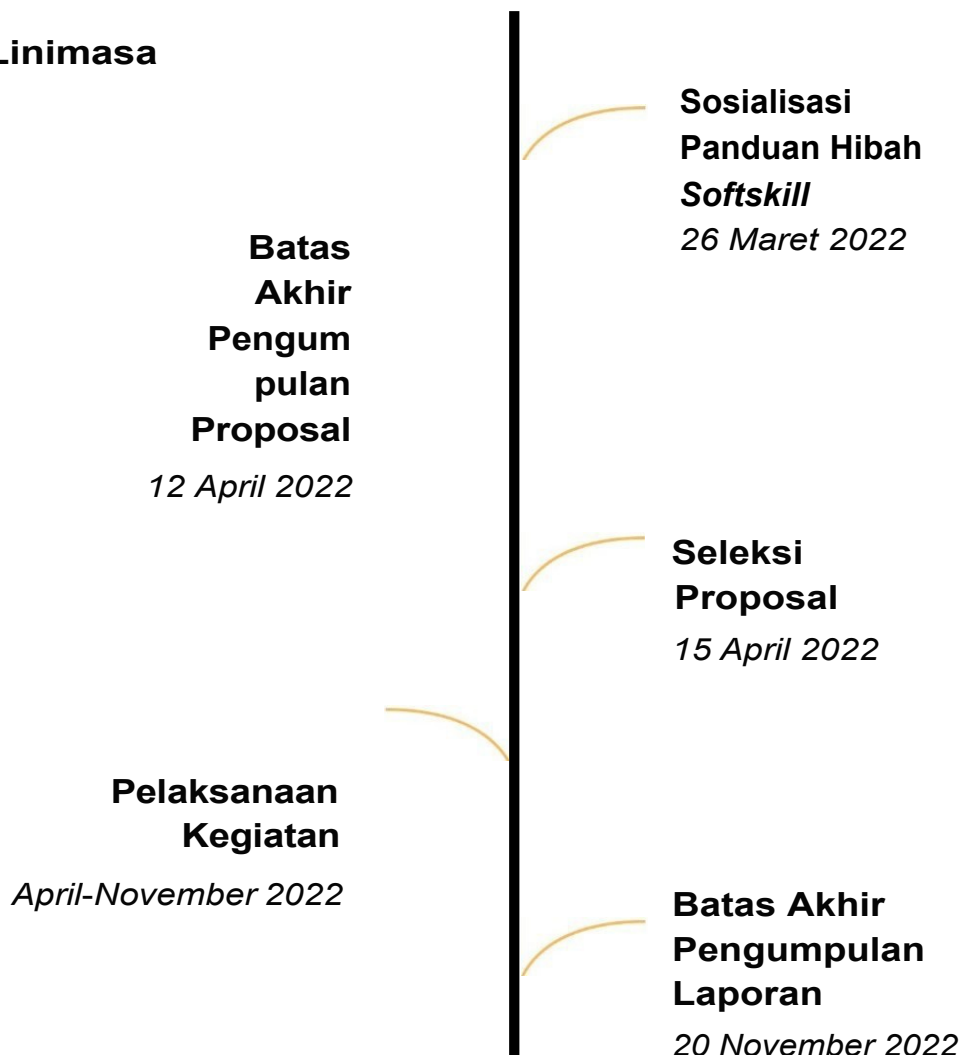 Linimasa
Sosialisasi
Panduan Hibah
Softskill
26 Maret 2022
Batas
Akhir
Pengum
pulan
Proposal
12 April 2022
Seleksi
Proposal
15 April 2022
Pelaksanaan
Kegiatan
April-November 2022
Batas Akhir
Pengumpulan
Laporan
20 November 2022